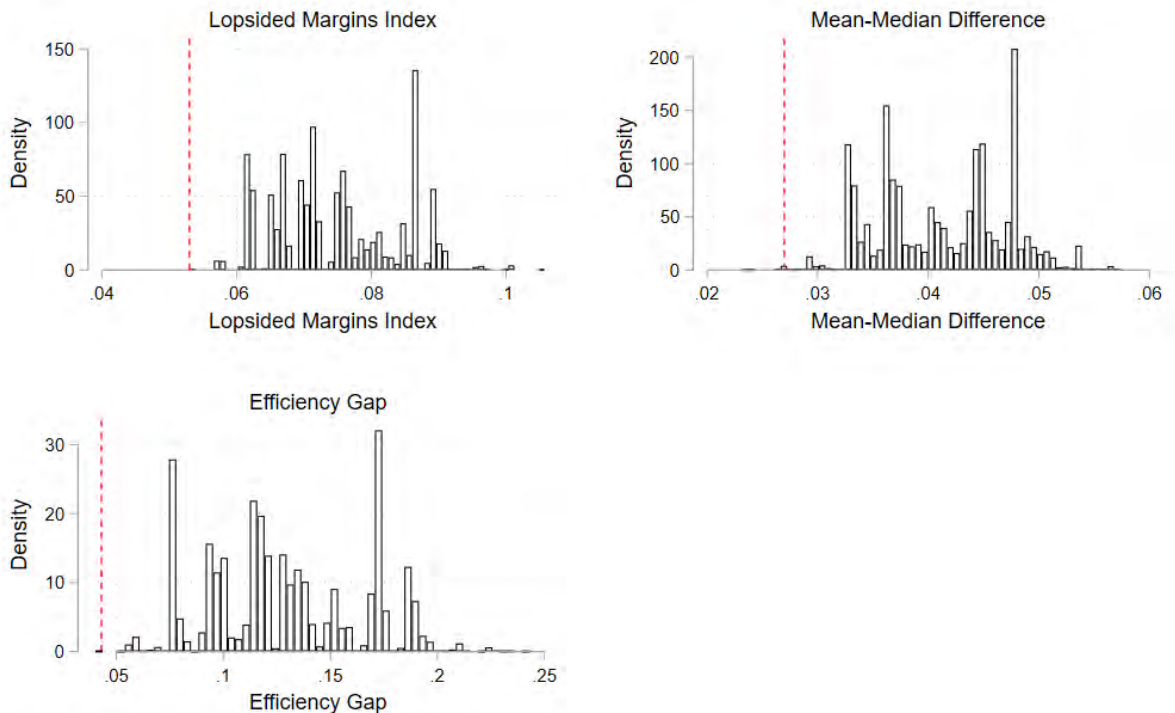 Lopsided Margins Index
150
100
50
0
Density
.04 .06 .08 .1
Lopsided Margins Index
Mean-Median Difference
200
150
100
50
0
Density
.02 .03 .04 .05 .06
Mean-Median Difference
Efficiency Gap
30
20
10
0
Density
.05 .1 .15 .2 .25
Efficiency Gap